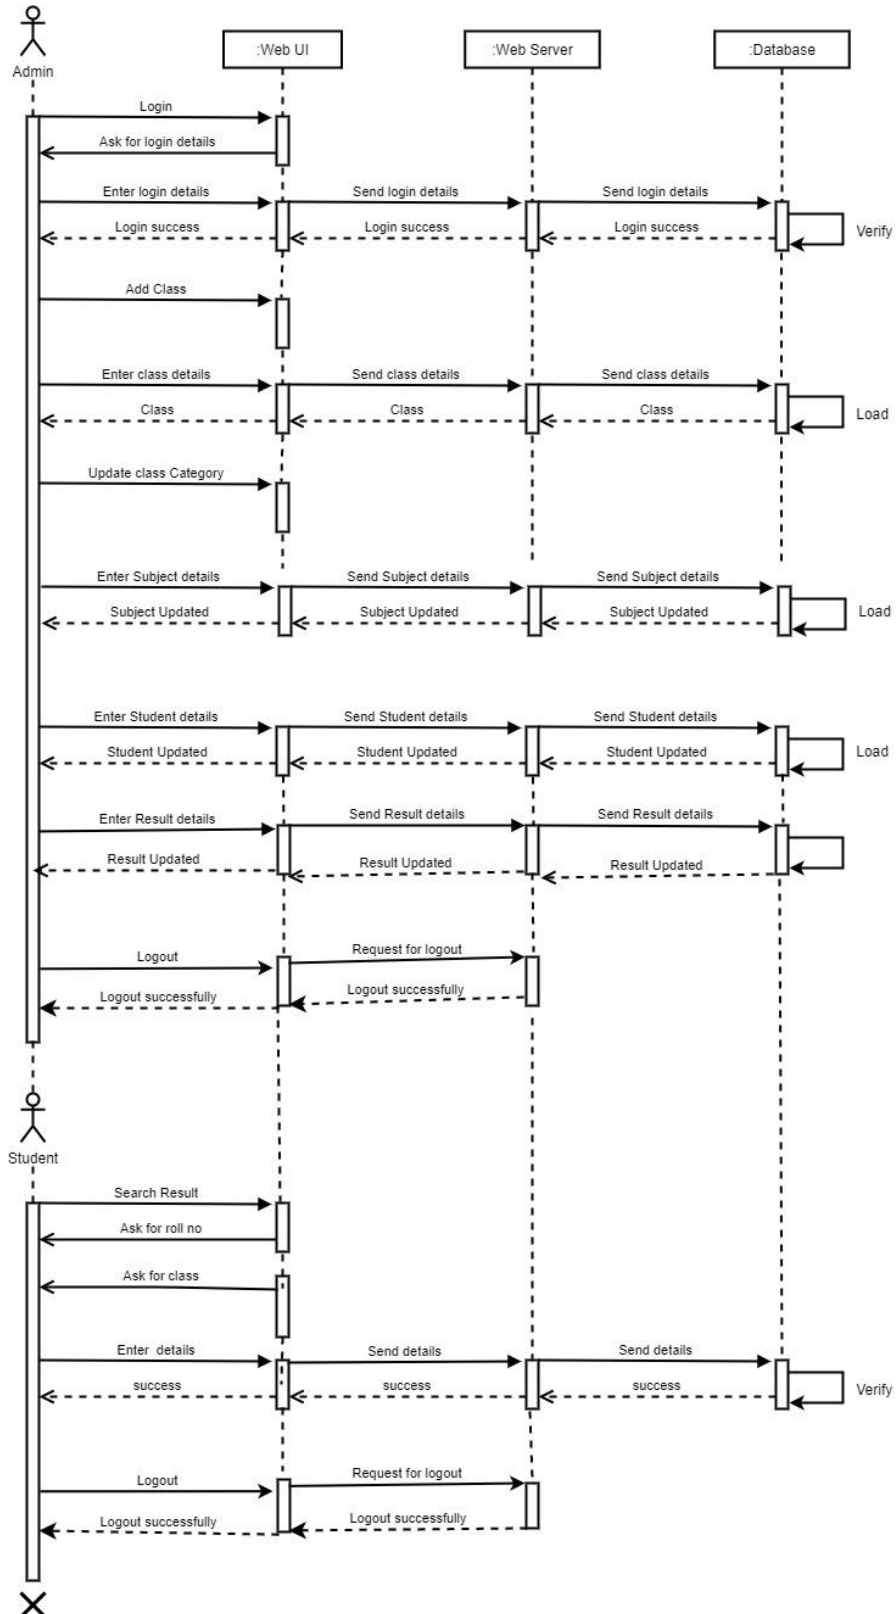 :Web UI
:Web Server
:Database
Admin
Login
Ask for login details
Enter login details
Send login details
Send login details
Login success
Login success
Login success
Verify
Add Class
Enter class details
Send class details
Send class details
Class
Class
Class
Load
Update class Category
Enter Subject details
Send Subject details
Send Subject details
Subject Updated
Subject Updated
Subject Updated
Load
Enter Student details
Send Student details
Send Student details
Student Updated
Student Updated
Student Updated
Load
Enter Result details
Send Result details
Send Result details
Result Updated
Result Updated
Result Updated
Logout
Request for logout
Logout successfully
Logout successfully
Student
Search Result
Ask for roll no
Ask for class
Enter details
Send details
Send details
success
success
success
Verify
Logout
Request for logout
Logout successfully
Logout successfully